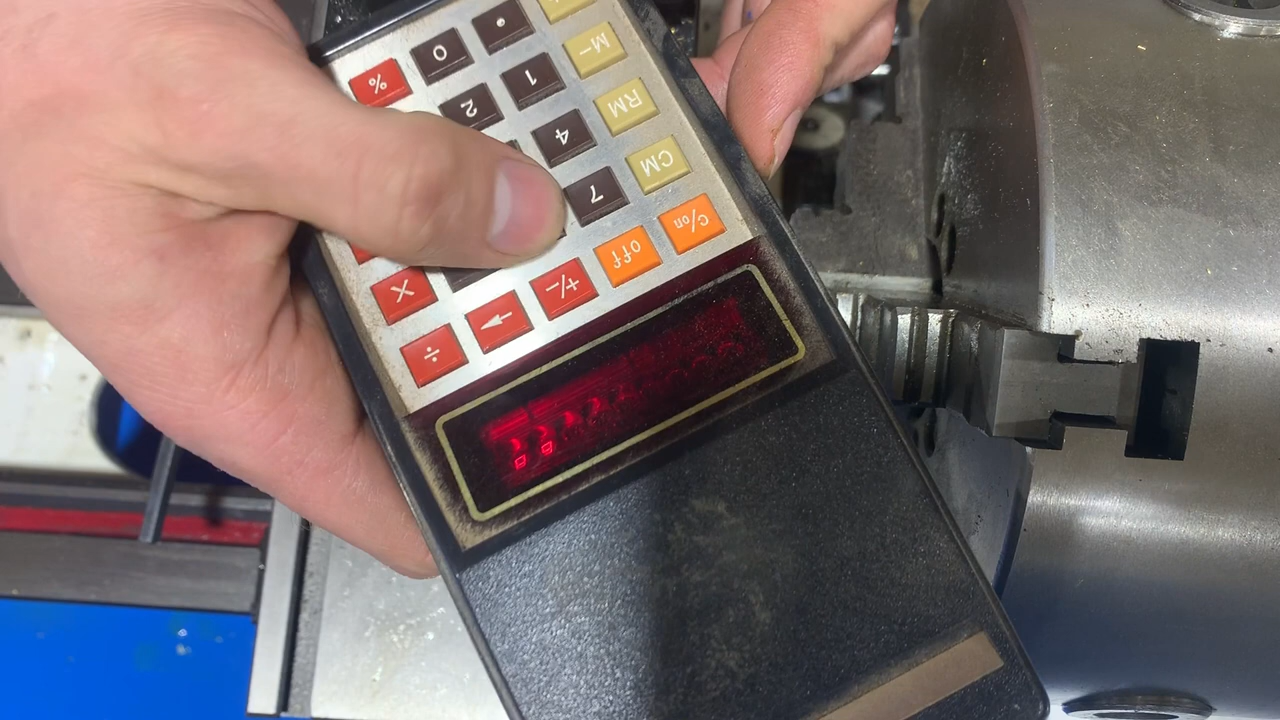 C/on off +/− ← ÷
CM 7 X
RM 4
M− 1 2
• 0 %